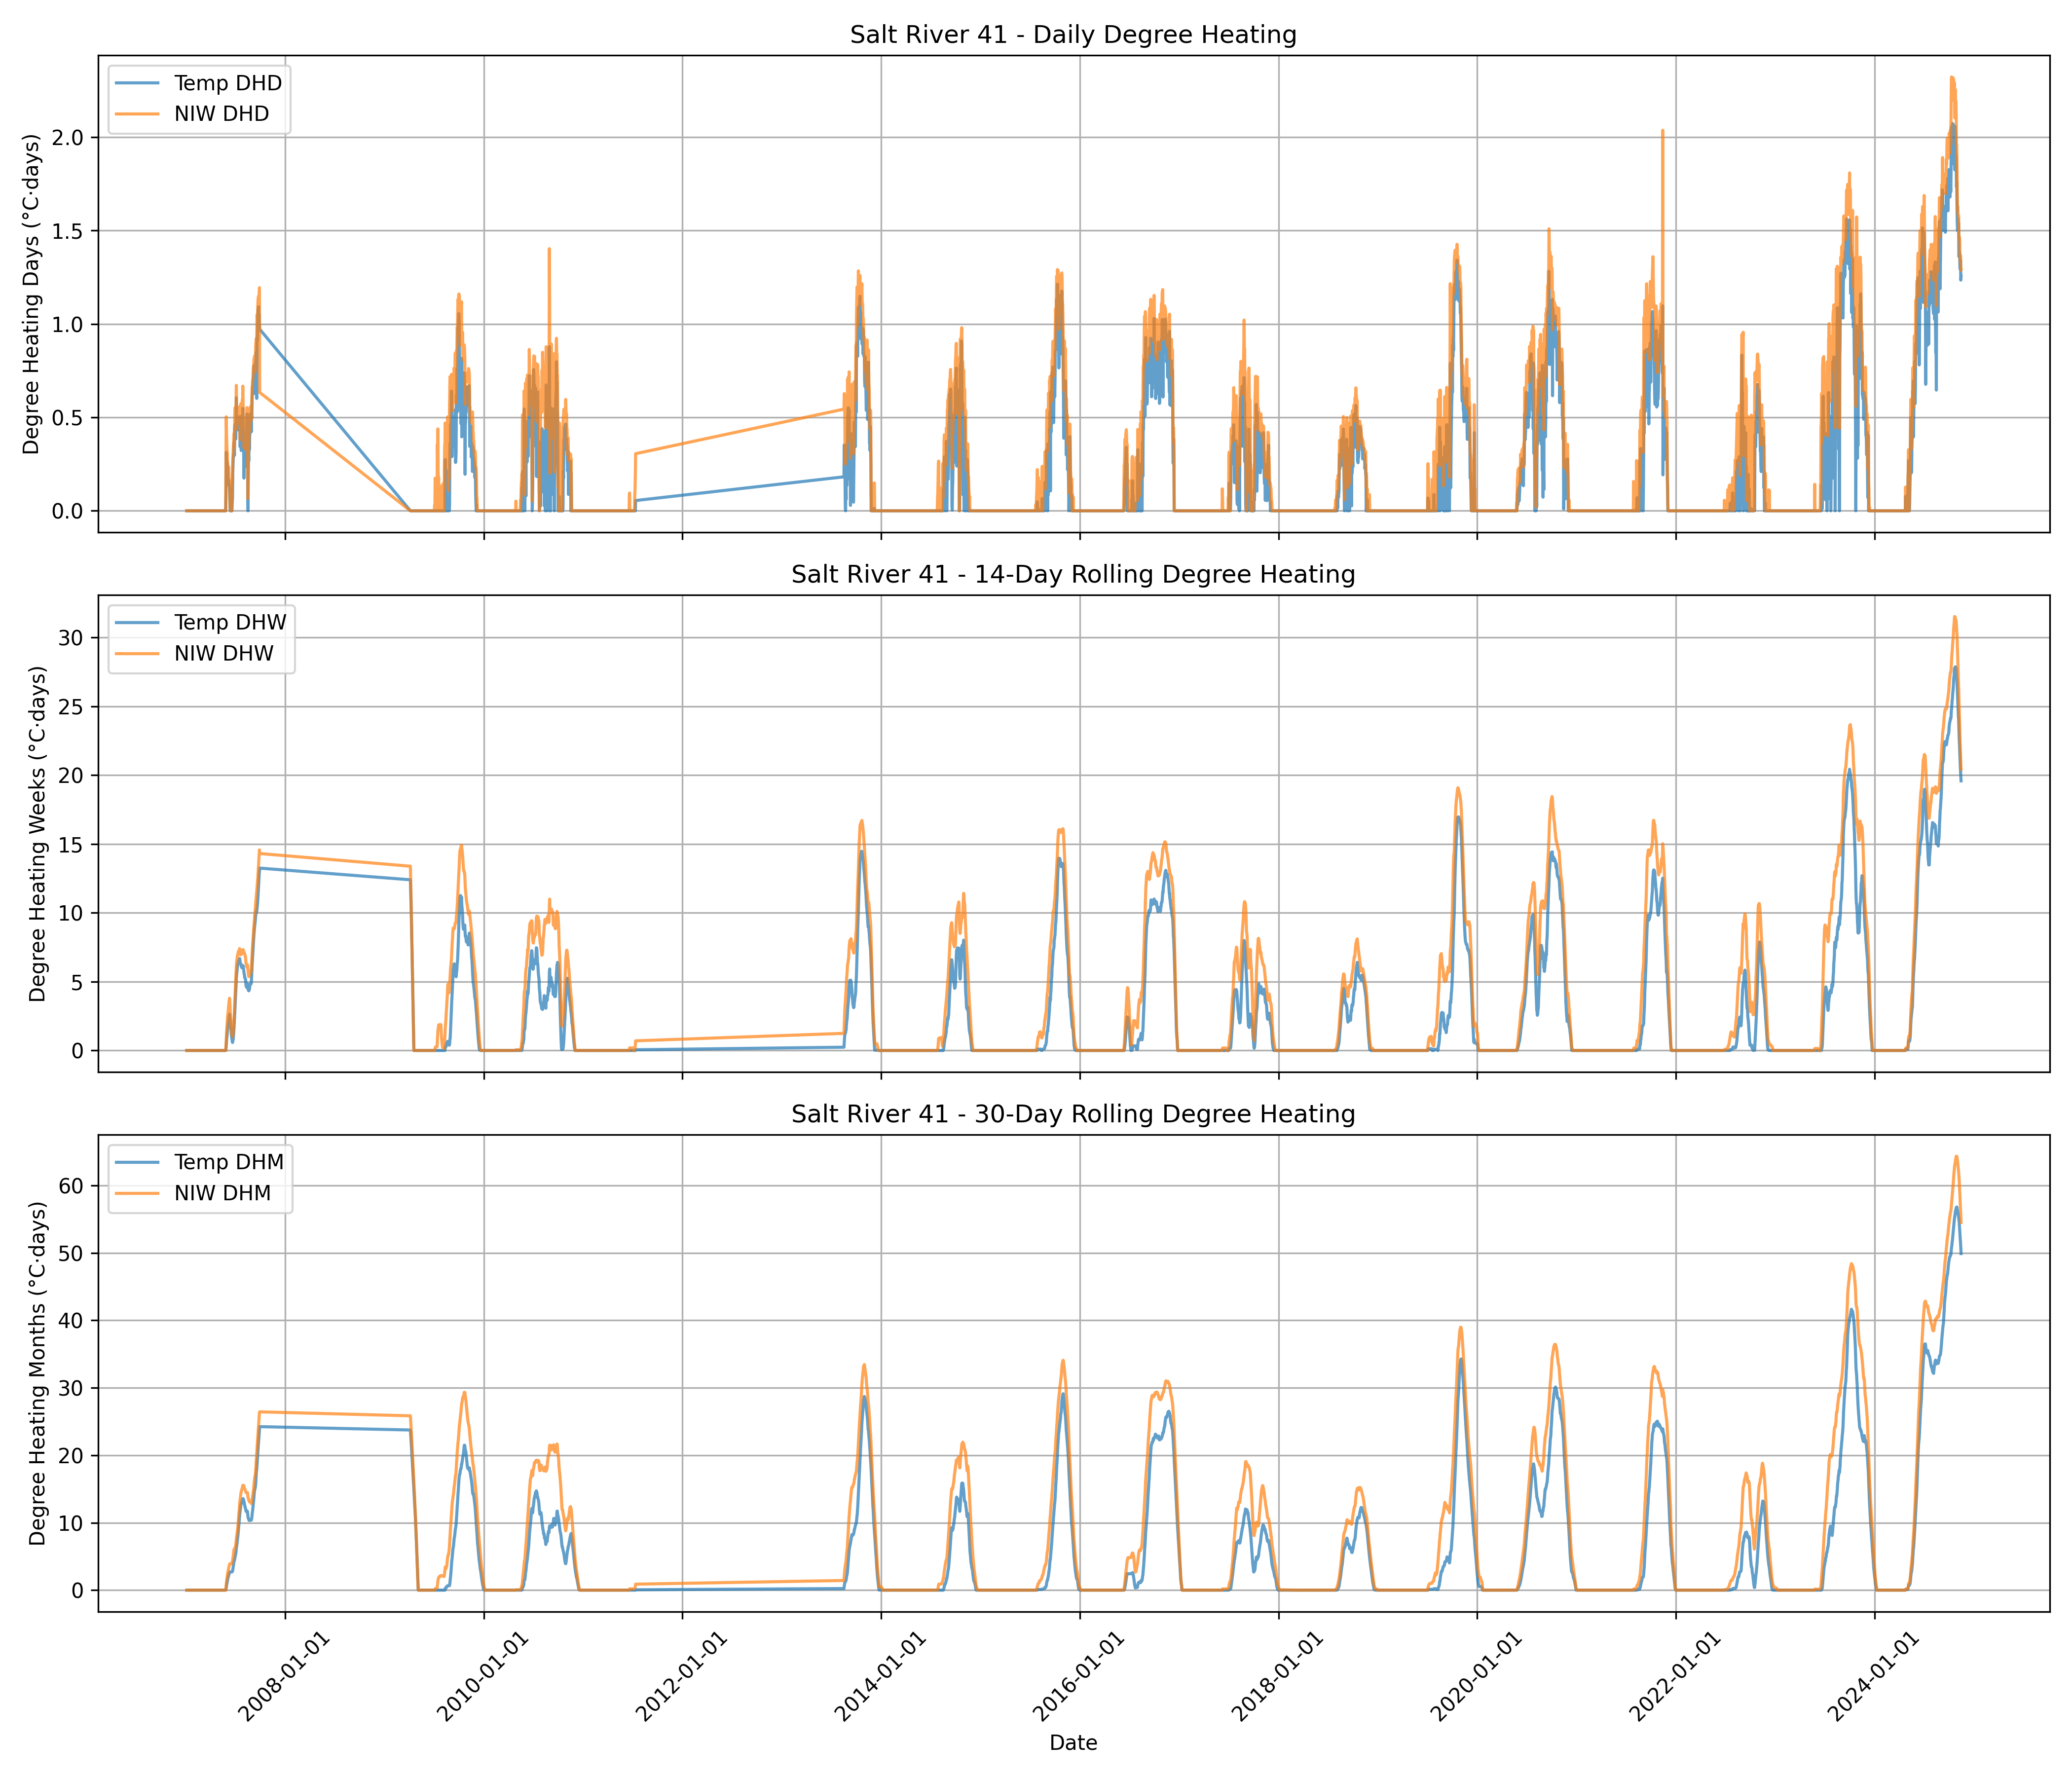 Salt River 41 - Daily Degree Heating
Degree Heating Days (°C·days)
Temp DHD
NIW DHD
2.0
1.5
1.0
0.5
0.0
Salt River 41 - 14-Day Rolling Degree Heating
Degree Heating Weeks (°C·days)
Temp DHW
NIW DHW
30
25
20
15
10
5
0
Salt River 41 - 30-Day Rolling Degree Heating
Degree Heating Months (°C·days)
Temp DHM
NIW DHM
60
50
40
30
20
10
0
2008-01-01
2010-01-01
2012-01-01
2014-01-01
2016-01-01
2018-01-01
2020-01-01
2022-01-01
2024-01-01
Date